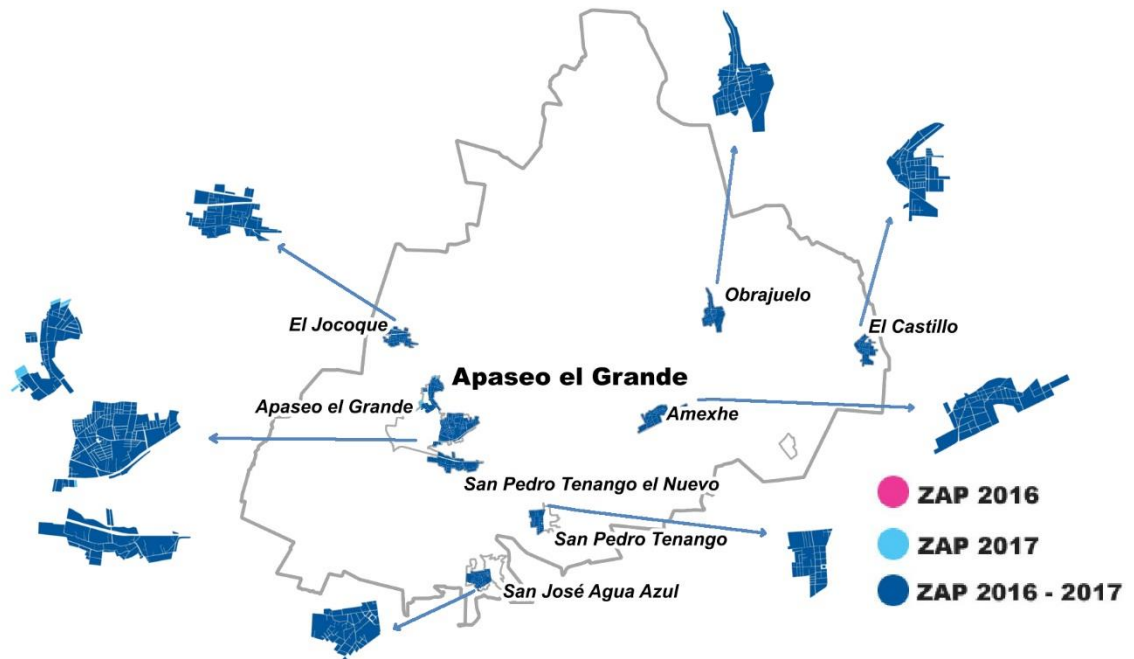 Obrajuelo
El Jocoque
El Castillo
Apaseo el Grande
Apaseo el Grande
Amexhe
San Pedro Tenango el Nuevo
ZAP 2016
San Pedro Tenango
ZAP 2017
San José Agua Azul
ZAP 2016 - 2017